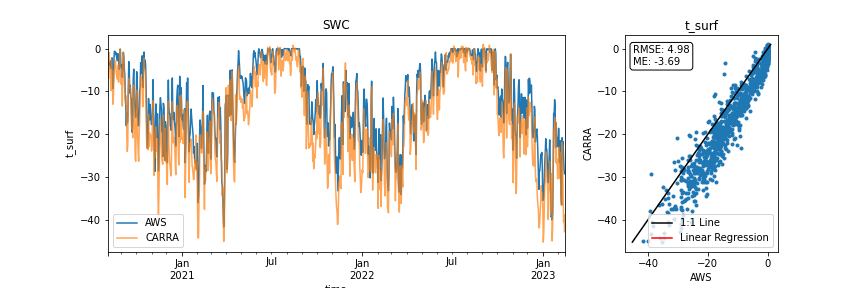 SWC
t_surf
0
−10
−20
−30
−40
t_surf
AWS
CARRA
Jan
2021
Jul
Jan
2022
Jul
Jan
2023
time
t_surf
RMSE: 4.98
ME: -3.69
0
−10
−20
−30
−40
CARRA
1:1 Line
Linear Regression
−40
−20
0
AWS